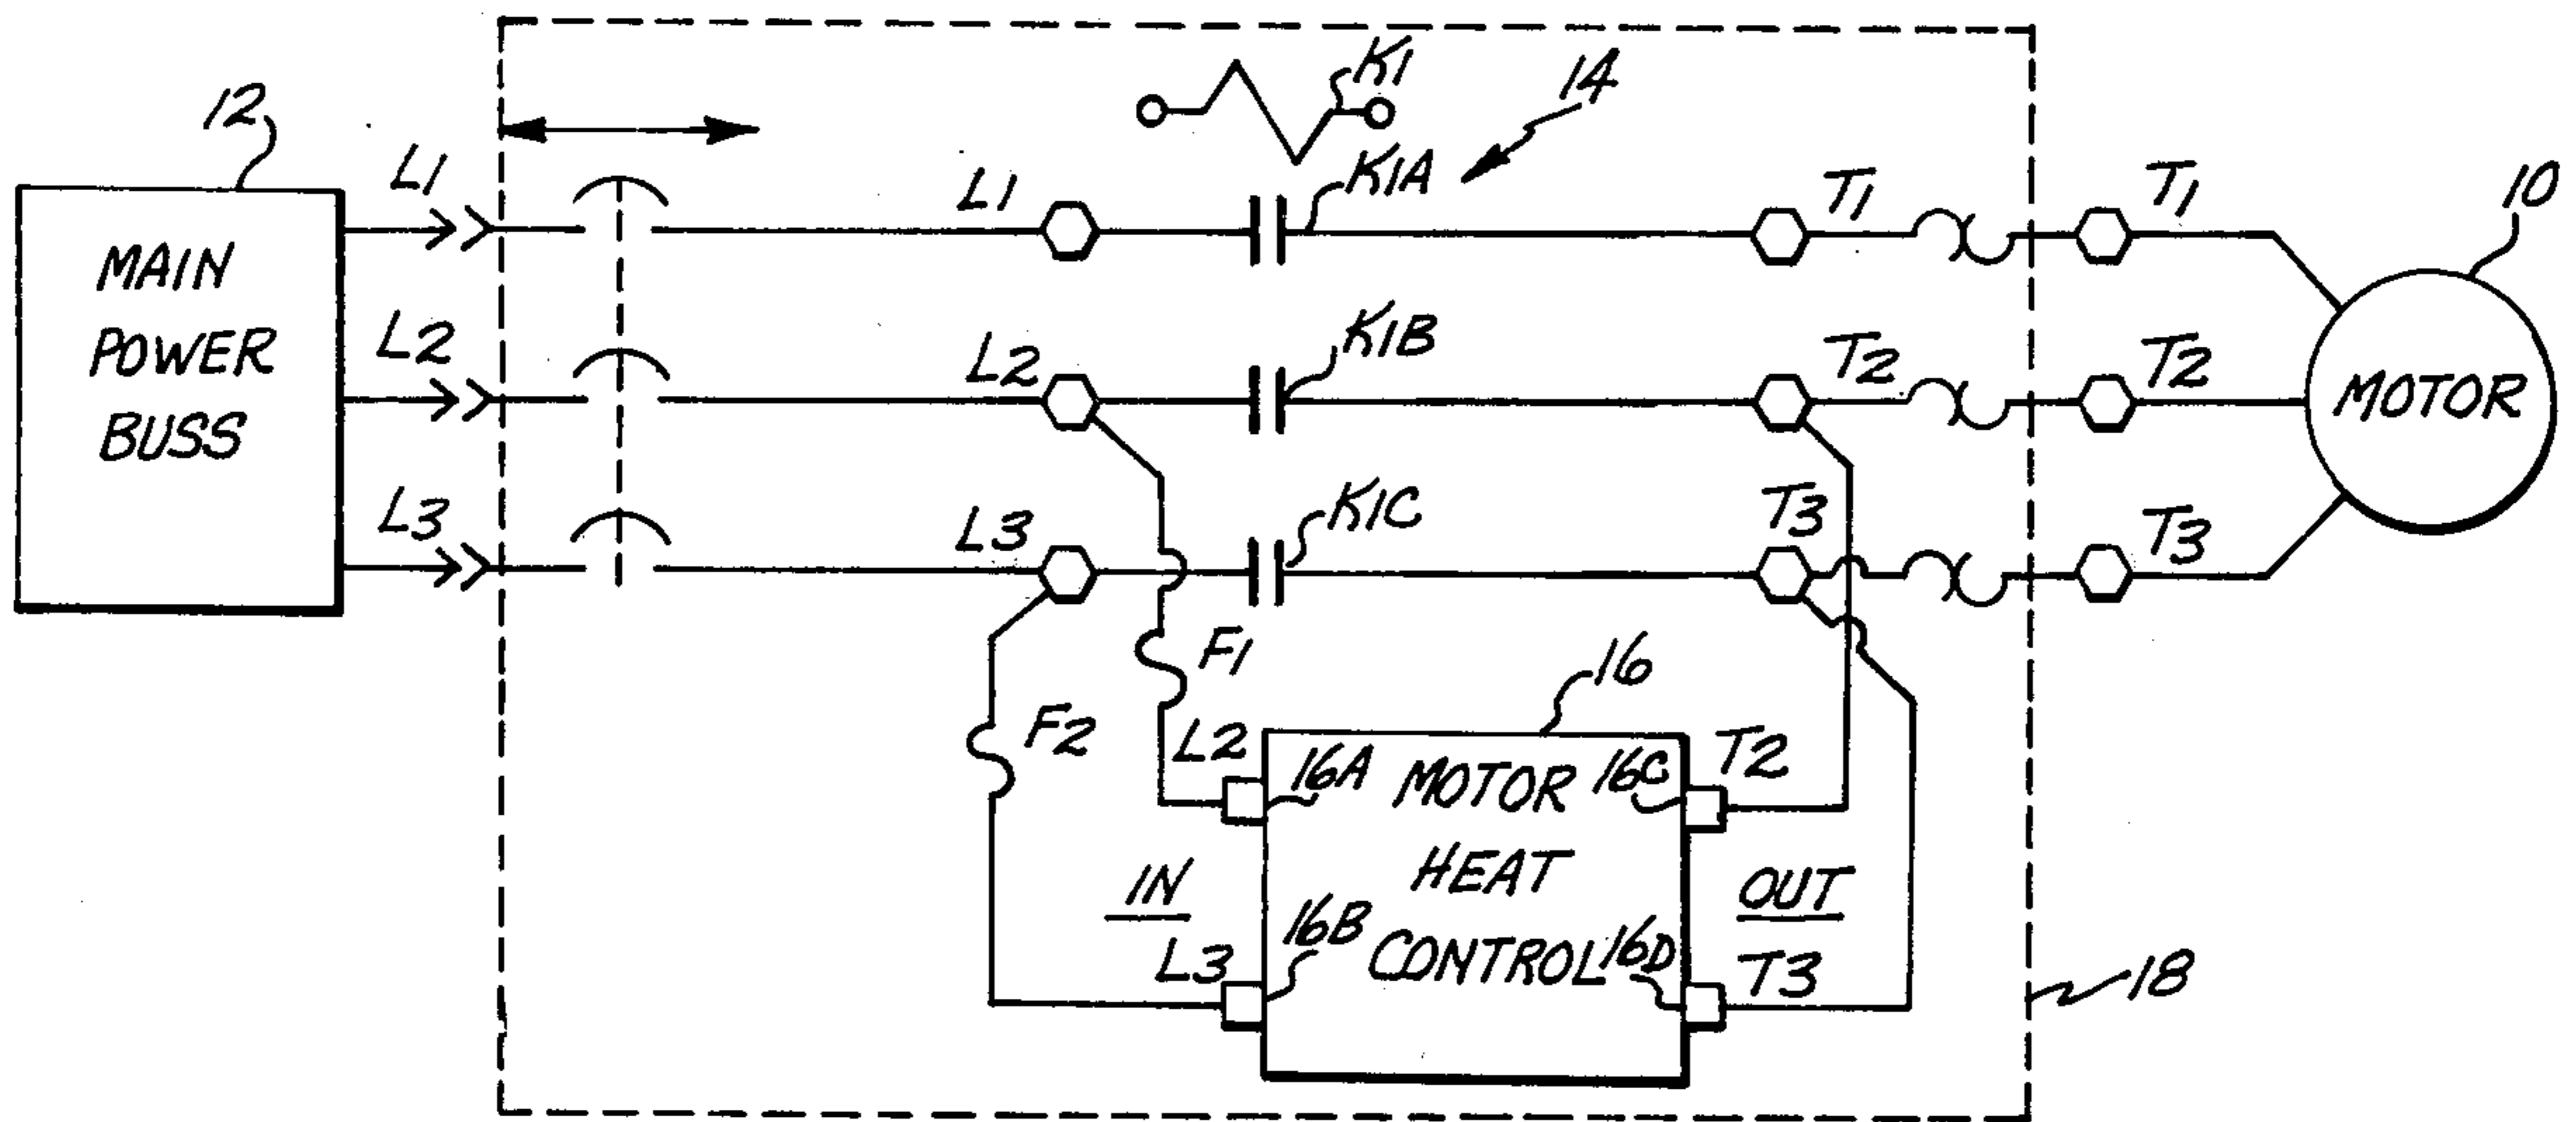 12
L1
L1
K1
K1A
14
T1
T1
10
MAIN
POWER
BUSS
L2
L2
K1B
T2
T2
MOTOR
L3
L3
K1C
T3
T3
F1
F2
16
L2
16A
MOTOR
HEAT
CONTROL
16C
T2
IN
OUT
L3
16B
16D
T3
18